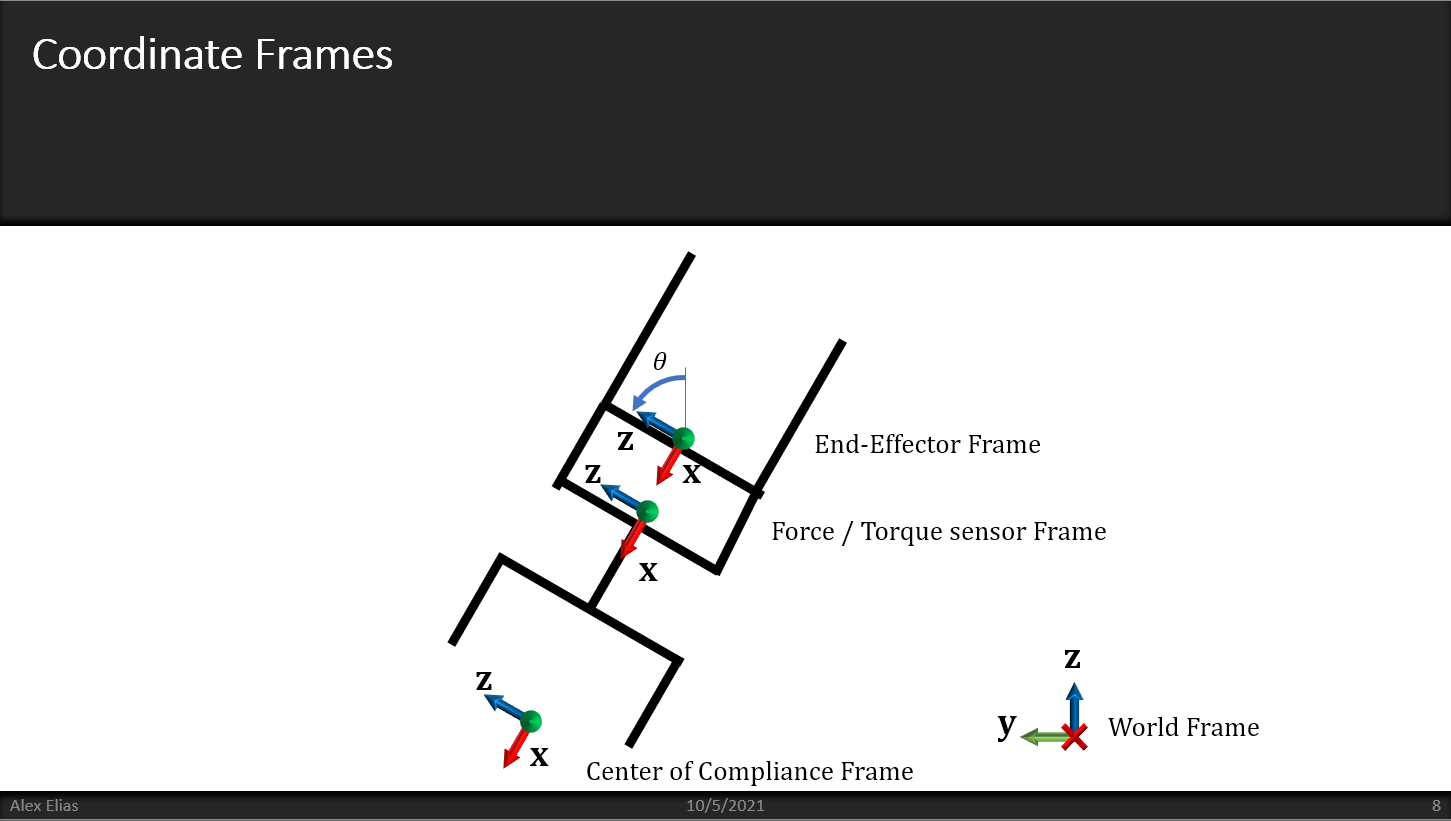 Coordinate Frames
θ
z
End-Effector Frame
z
x
Force / Torque sensor Frame
x
z
z
y
World Frame
x
Center of Compliance Frame
Alex Elias
10/5/2021
8